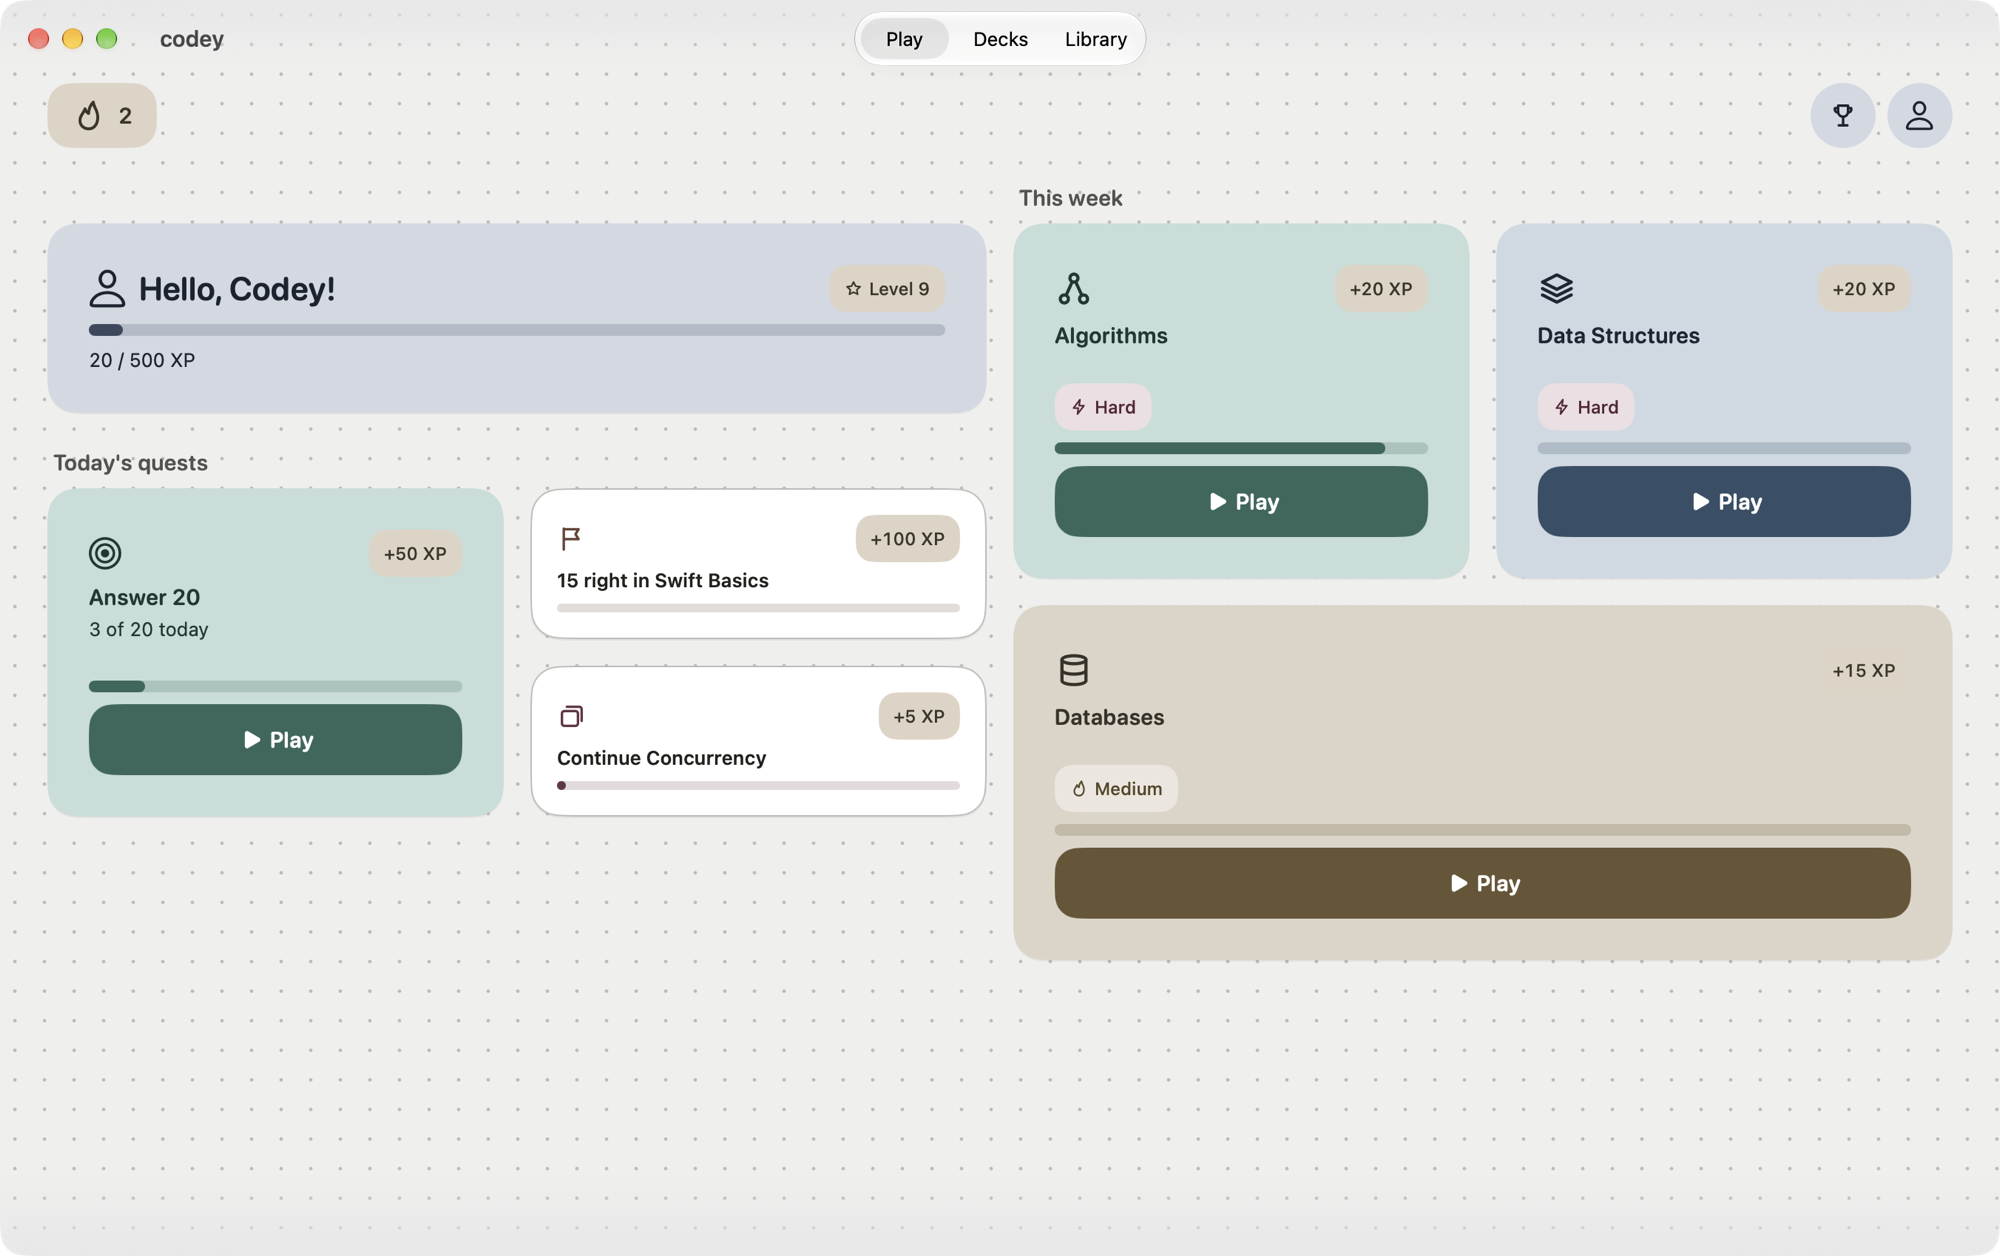 codey
Play
Decks
Library
2
Hello, Codey!
Level 9
20 / 500 XP
Today's quests
+50 XP
Answer 20
3 of 20 today
Play
+100 XP
15 right in Swift Basics
+5 XP
Continue Concurrency
This week
+20 XP
Algorithms
Hard
Play
+20 XP
Data Structures
Hard
Play
+15 XP
Databases
Medium
Play